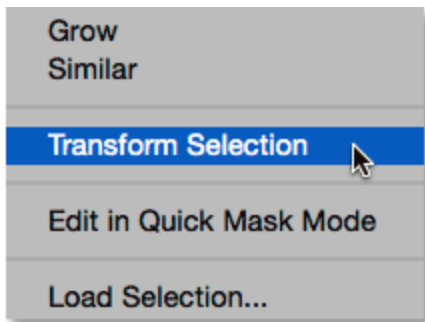 Grow
Similar
Transform Selection
Edit in Quick Mask Mode
Load Selection...